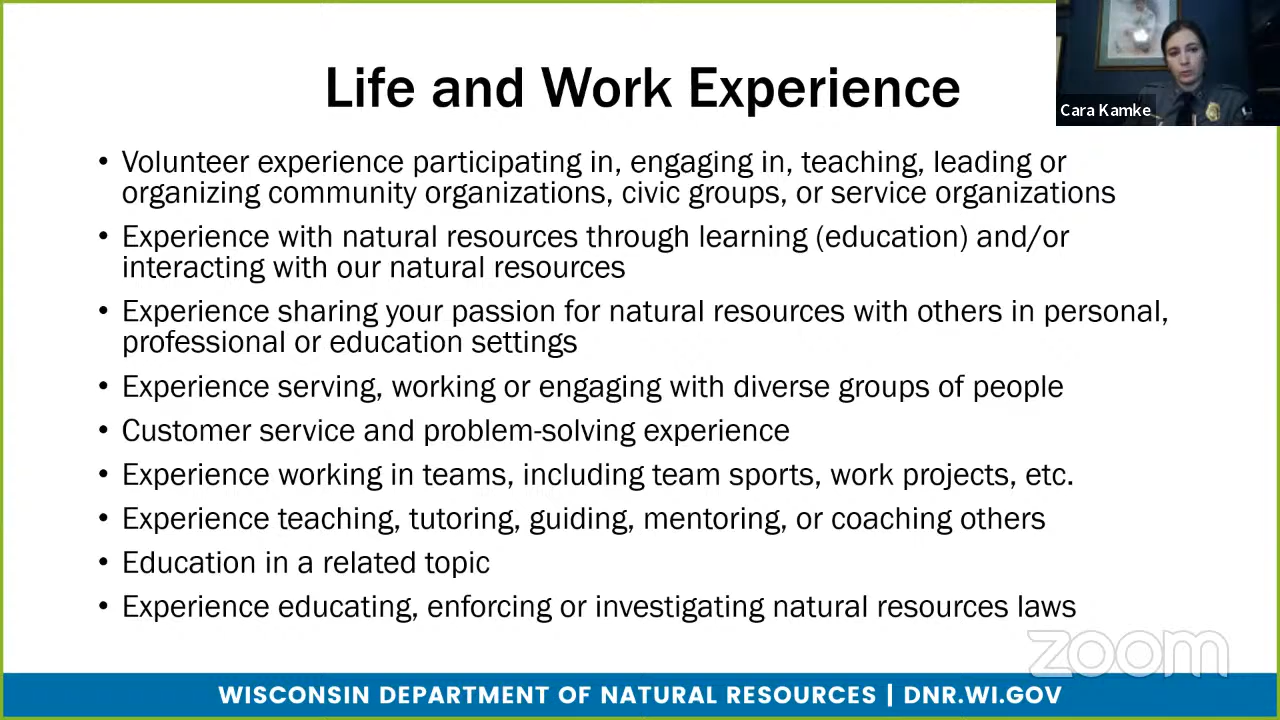 Life and Work Experience
Cara Kamke
• Volunteer experience participating in, engaging in, teaching, leading or
organizing community organizations, civic groups, or service organizations
• Experience with natural resources through learning (education) and/or
interacting with our natural resources
• Experience sharing your passion for natural resources with others in personal,
professional or education settings
• Experience serving, working or engaging with diverse groups of people
• Customer service and problem-solving experience
• Experience working in teams, including team sports, work projects, etc.
• Experience teaching, tutoring, guiding, mentoring, or coaching others
• Education in a related topic
• Experience educating, enforcing or investigating natural resources laws
zoom
WISCONSIN DEPARTMENT OF NATURAL RESOURCES | DNR.WI.GOV